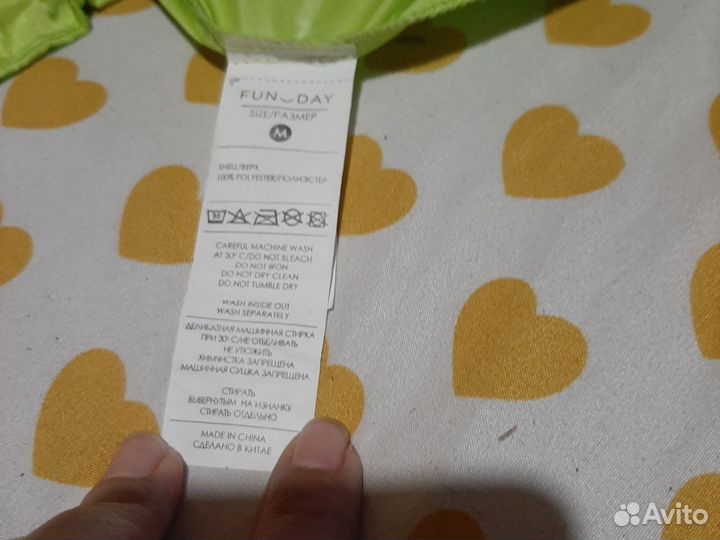 FUN DAY
SIZE/РАЗМЕР
M
SHELL/ВЕРХ
100% POLYESTER/ПОЛИЭСТЕР
30
CAREFUL MACHINE WASH
AT 30° C/DO NOT BLEACH
DO NOT IRON
DO NOT DRY CLEAN
DO NOT TUMBLE DRY
WASH INSIDE OUT
WASH SEPARATELY
ДЕЛИКАТНАЯ МАШИННАЯ СТИРКА
ПРИ 30° С/НЕ ОТБЕЛИВАТЬ
НЕ УТЮЖИТЬ
ХИМЧИСТКА ЗАПРЕЩЕНА
МАШИННАЯ СУШКА ЗАПРЕЩЕНА
СТИРАТЬ
ВЫВЕРНУТЫМ НА ИЗНАНКУ
СТИРАТЬ ОТДЕЛЬНО
MADE IN CHINA
СДЕЛАНО В КИТАЕ
Avito